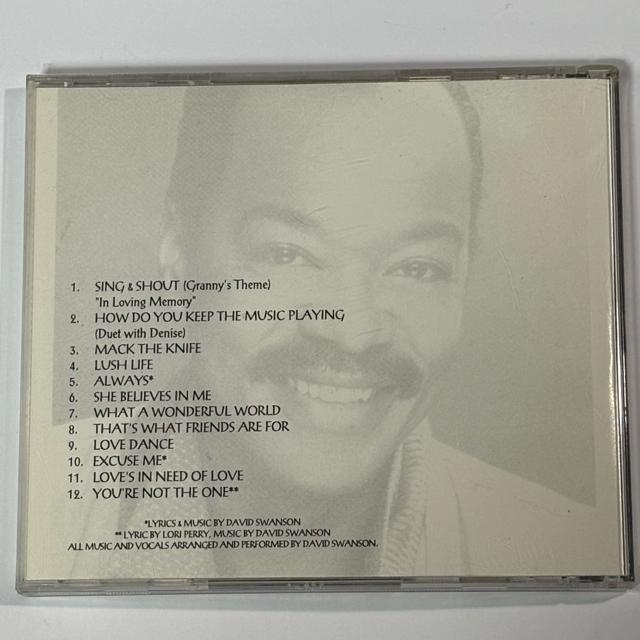 1. SING & SHOUT (Granny's Theme)
"In Loving Memory"
2. HOW DO YOU KEEP THE MUSIC PLAYING
(Duet with Denise)
3. MACK THE KNIFE
4. LUSH LIFE
5. ALWAYS*
6. SHE BELIEVES IN ME
7. WHAT A WONDERFUL WORLD
8. THAT'S WHAT FRIENDS ARE FOR
9. LOVE DANCE
10. EXCUSE ME*
11. LOVE'S IN NEED OF LOVE
12. YOU'RE NOT THE ONE**
*LYRICS & MUSIC BY DAVID SWANSON
** LYRIC BY LORI PERRY, MUSIC BY DAVID SWANSON
ALL MUSIC AND VOCALS ARRANGED AND PERFORMED BY DAVID SWANSON.